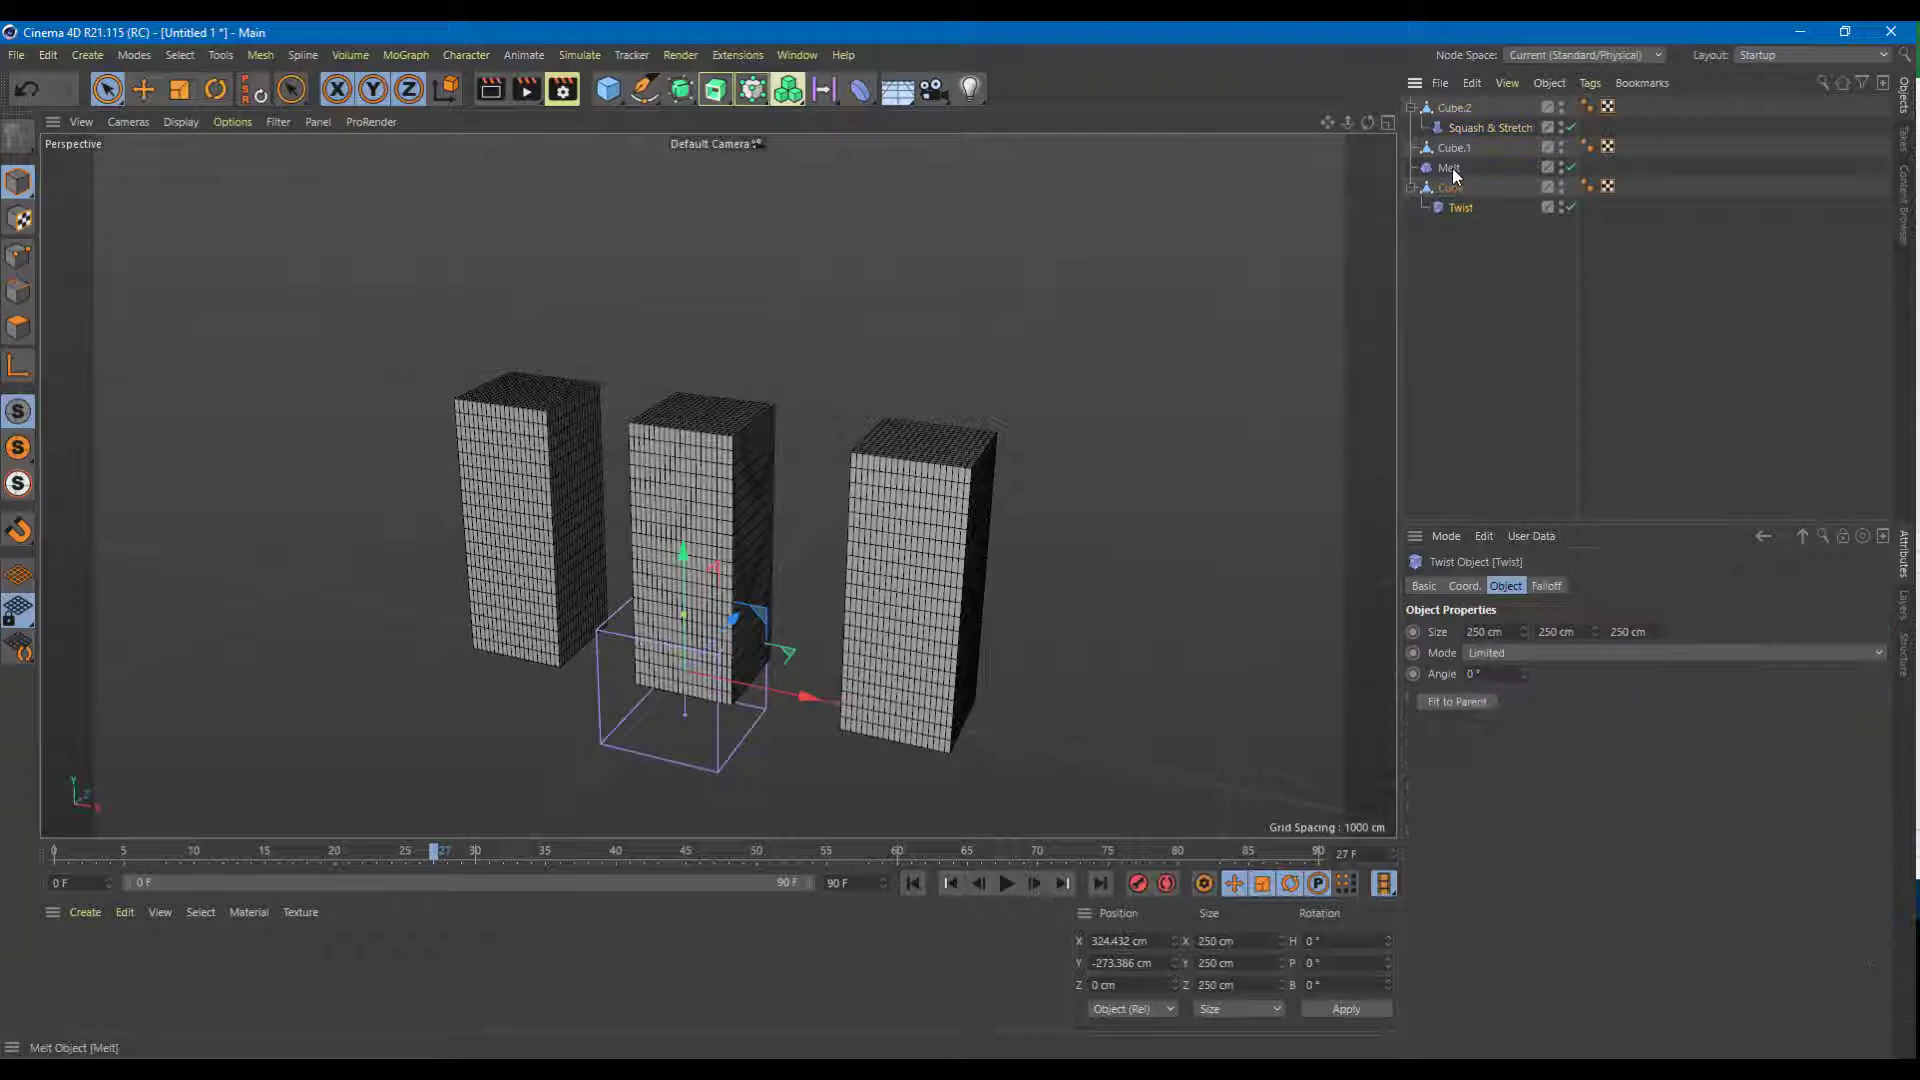 Cinema 4D R21.115 (RC) - [Untitled 1 *] - Main
File Edit Create Modes Select Tools Mesh Spline Volume MoGraph Character Animate Simulate Tracker Render Extensions Window Help
Node Space: Current (Standard/Physical) Layout: Startup
File Edit View Object Tags Bookmarks
View Cameras Display Options Filter Panel ProRender
Perspective
Default Camera
Cube.2
Squash & Stretch
Cube.1
Melt
Twist
Objects
Takes
Content Browser
Mode Edit User Data
Twist Object [Twist]
Basic Coord. Object Falloff
Object Properties
Size 250 cm 250 cm 250 cm
Mode Limited
Angle 0 °
Fit to Parent
Attributes
Layers
Structure
Grid Spacing : 1000 cm
Y
Z
X
0 5 10 15 20 25 27 30 35 40 45 50 55 60 65 70 75 80 85 90 27 F
0 F 0 F 90 F 90 F
Create Edit View Select Material Texture
Position Size Rotation
X 324.432 cm X 250 cm H 0 °
Y -273.386 cm Y 250 cm P 0 °
Z 0 cm Z 250 cm B 0 °
Object (Rel) Size Apply
Melt Object [Melt]